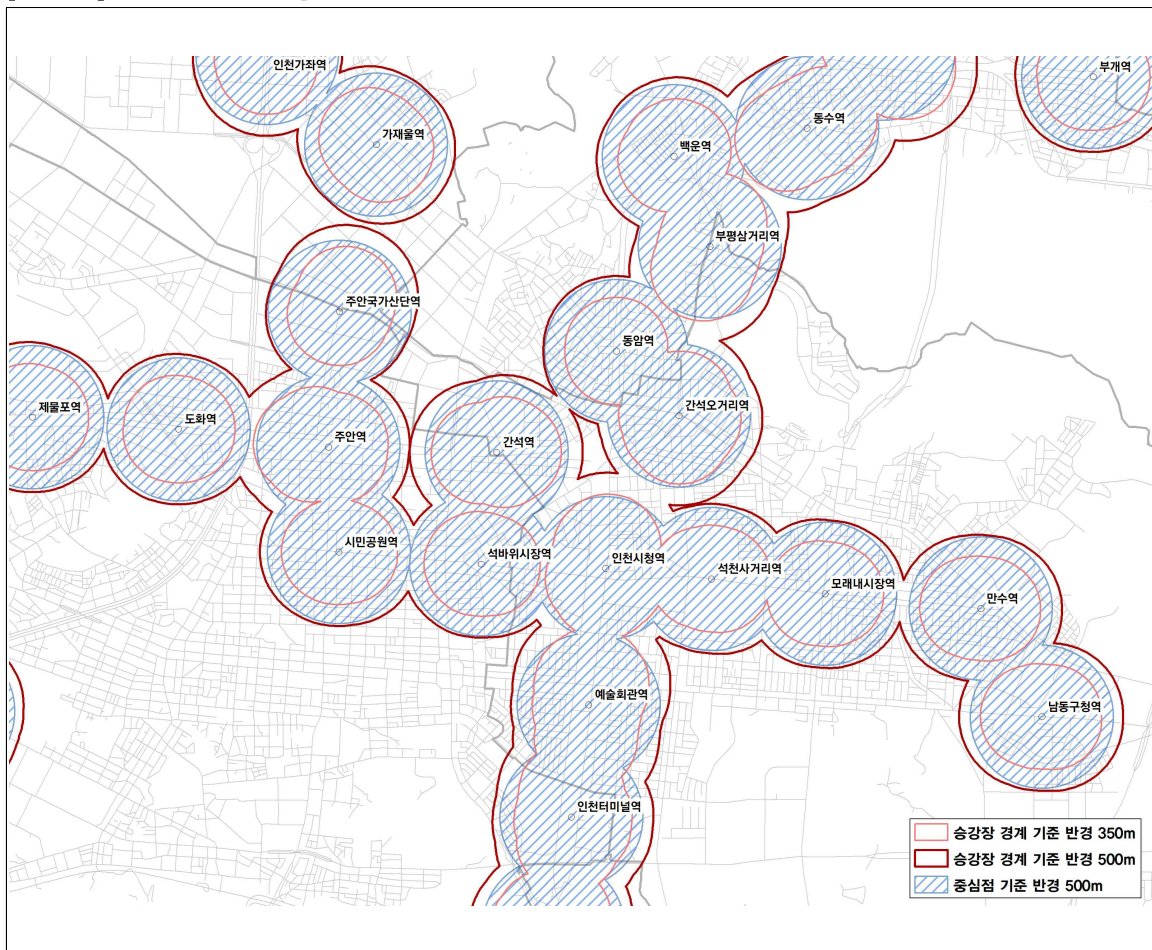 인천가좌역
부개역
가재울역
동수역
백운역
부평삼거리역
주안국가산단역
동암역
제물포역
도화역
주안역
간석역
간석오거리역
시민공원역
석바위시장역
인천시청역
석천사거리역
모래내시장역
만수역
예술회관역
남동구청역
인천터미널역
승강장 경계 기준 반경 350m
승강장 경계 기준 반경 500m
중심점 기준 반경 500m